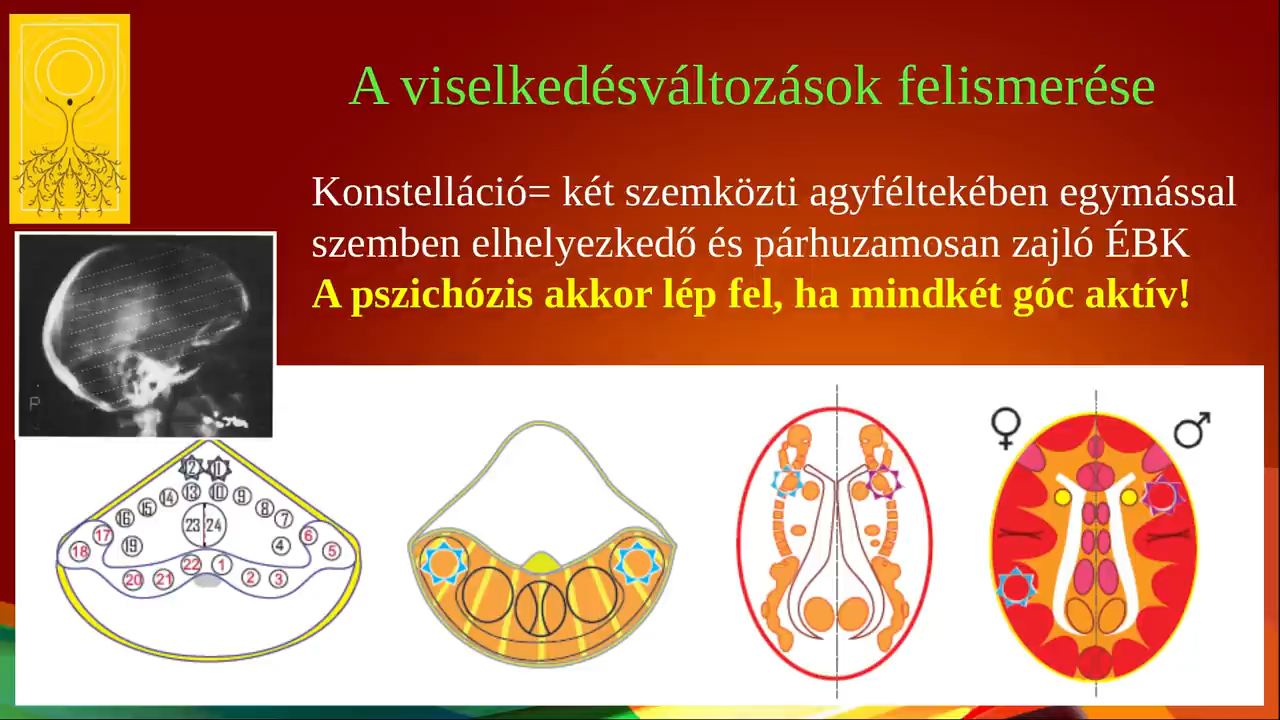 A viselkedésváltozások felismerése
Konstelláció= két szemközti agyféltekében egymással
szemben elhelyezkedő és párhuzamosan zajló ÉBK
A pszichózis akkor lép fel, ha mindkét góc aktív!
P
12 11
15 14 13 10 9 8
16 7
17 23 24 6
18 19 4 5
22 1
20 21 2 3
♀ ♂